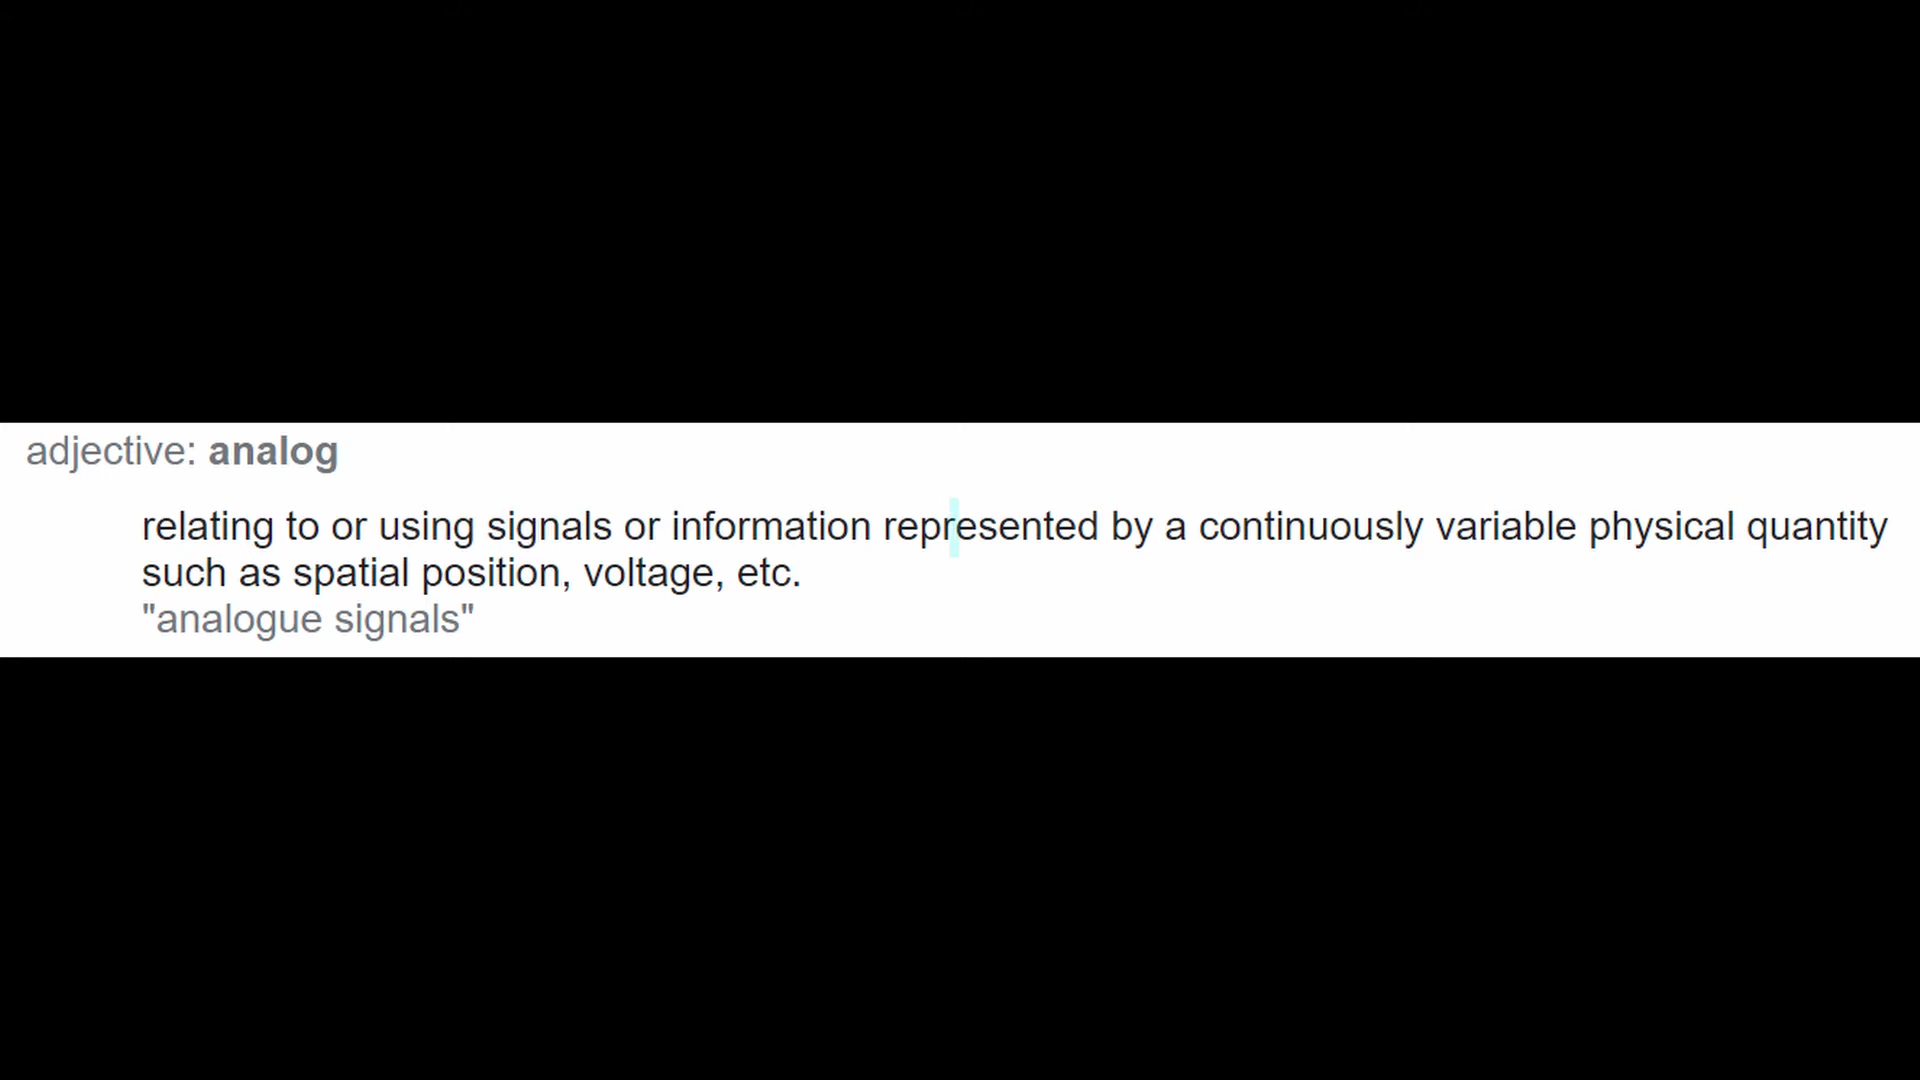 adjective: analog
relating to or using signals or information represented by a continuously variable physical quantity
such as spatial position, voltage, etc.
"analogue signals"